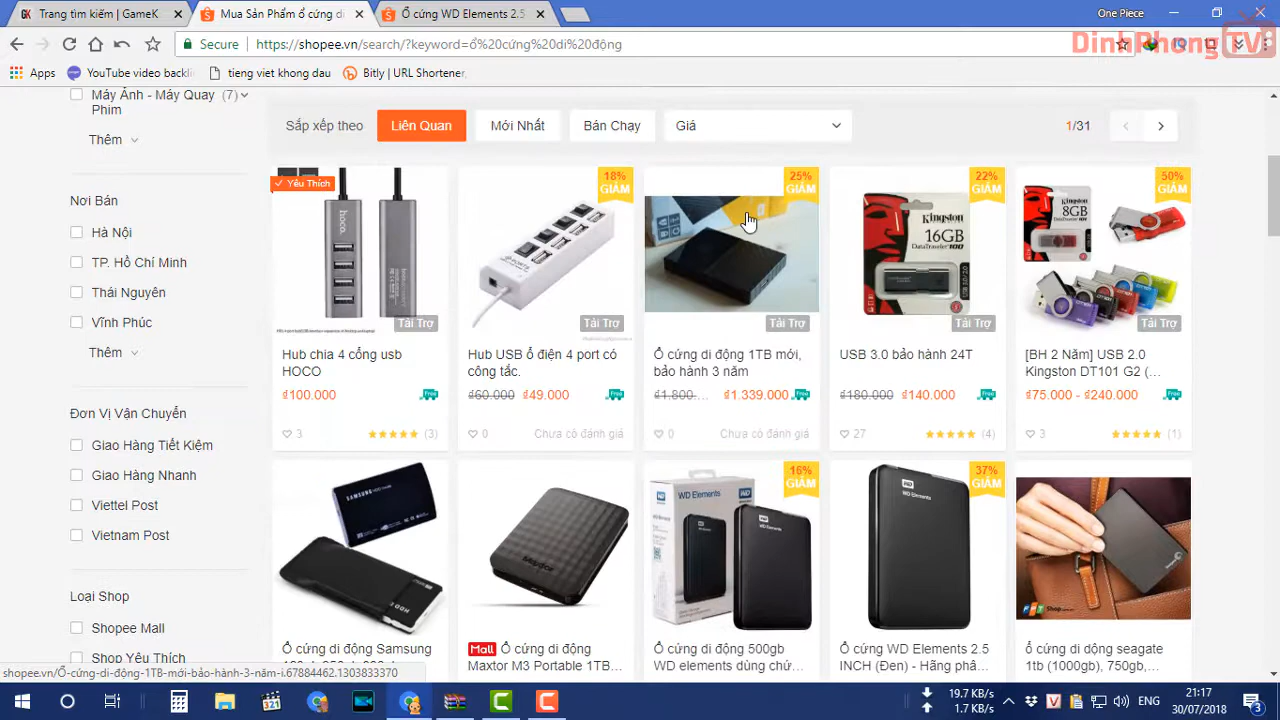 Trang tìm kiếm | GameK
Mua Sản Phẩm ổ cứng di
Ổ cứng WD Elements 2.5
One Piece
Secure
https://shopee.vn/search/?keyword=ổ%20cứng%20di%20động
DinhPhong TV
Apps
YouTube video backli
tieng viet khong dau
Bitly | URL Shortener,
Máy Ảnh - Máy Quay (7)
Phim
Thêm
Nơi Bán
Hà Nội
TP. Hồ Chí Minh
Thái Nguyên
Vĩnh Phúc
Thêm
Đơn Vị Vận Chuyển
Giao Hàng Tiết Kiệm
Giao Hàng Nhanh
Viettel Post
Vietnam Post
Loại Shop
Shopee Mall
Shop Yêu Thích
Sắp xếp theo
Liên Quan
Mới Nhất
Bán Chạy
Giá
1/31
Yêu Thích
hoco.
Tài Trợ
Hub chia 4 cổng usb
HOCO
₫100.000
3
(3)
18%
GIẢM
Tài Trợ
Hub USB ổ điện 4 port có
công tắc.
₫60.000 ₫49.000
0
Chưa có đánh giá
25%
GIẢM
Tài Trợ
Ổ cứng di động 1TB mới,
bảo hành 3 năm
₫1.800... ₫1.339.000
0
Chưa có đánh giá
22%
GIẢM
Kingston
16GB
DataTraveler 100
Tài Trợ
USB 3.0 bảo hành 24T
₫180.000 ₫140.000
27
(4)
50%
GIẢM
Kingston
8GB
Tài Trợ
[BH 2 Năm] USB 2.0
Kingston DT101 G2 (...
₫75.000 - ₫240.000
3
(1)
SAMSUNG
Ổ cứng di động Samsung
Maxtor
Mall Ổ cứng di động
Maxtor M3 Portable 1TB...
16%
GIẢM
WD Elements
WD
Ổ cứng di động 500gb
WD elements dùng chứ...
37%
GIẢM
WD
WD Elements
Ổ cứng WD Elements 2.5
INCH (Đen) - Hãng phâ...
FPT Shop
ổ cứng di động seagate
1tb (1000gb), 750gb,
shopee.vn/Ổ-cứng-di-động-1TB-mới-bảo-hành-3-năm-i.67884462.1303833370
19.7 KB/s
1.7 KB/s
ENG
21:17
30/07/2018
3